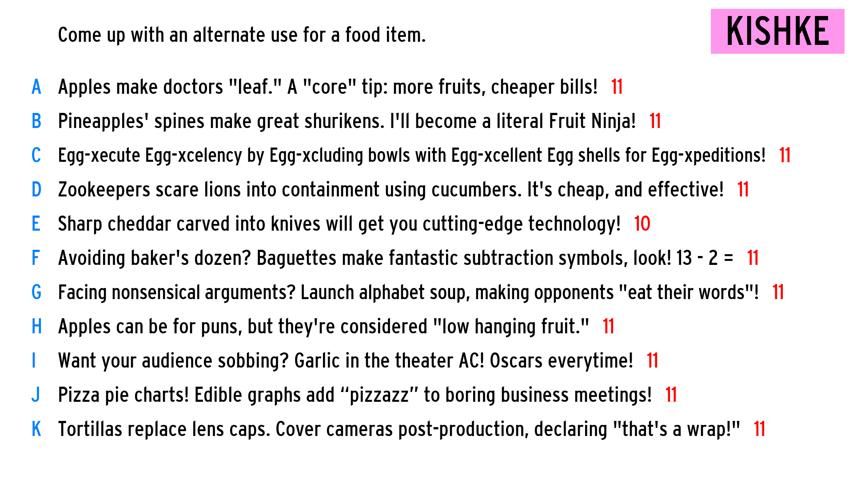 Come up with an alternate use for a food item.
KISHKE
A Apples make doctors "leaf." A "core" tip: more fruits, cheaper bills! 11
B Pineapples' spines make great shurikens. I'll become a literal Fruit Ninja! 11
C Egg-xecute Egg-xcelency by Egg-xcluding bowls with Egg-xcellent Egg shells for Egg-xpeditions! 11
D Zookeepers scare lions into containment using cucumbers. It's cheap, and effective! 11
E Sharp cheddar carved into knives will get you cutting-edge technology! 10
F Avoiding baker's dozen? Baguettes make fantastic subtraction symbols, look! 13 - 2 = 11
G Facing nonsensical arguments? Launch alphabet soup, making opponents "eat their words"! 11
H Apples can be for puns, but they're considered "low hanging fruit." 11
I Want your audience sobbing? Garlic in the theater AC! Oscars everytime! 11
J Pizza pie charts! Edible graphs add “pizzazz” to boring business meetings! 11
K Tortillas replace lens caps. Cover cameras post-production, declaring "that's a wrap!" 11